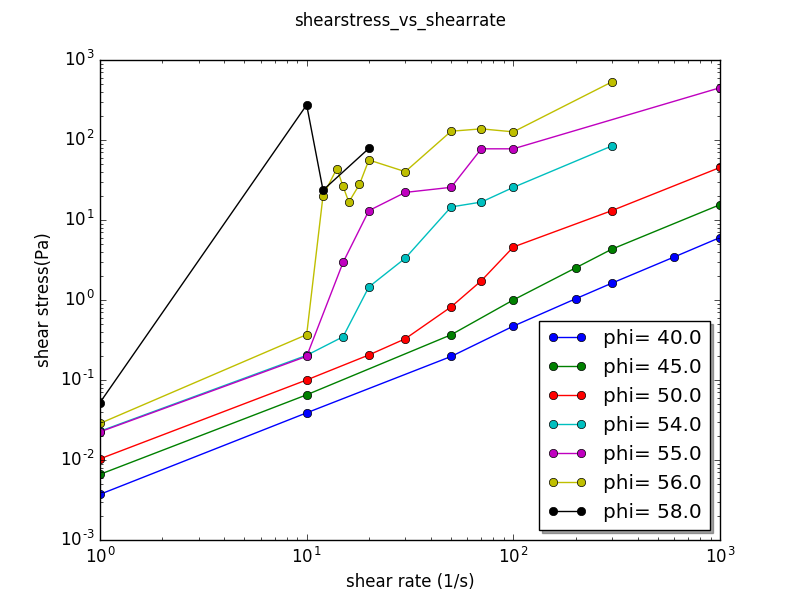 shearstress_vs_shearrate
10^3
10^2
10^1
10^0
10^-1
10^-2
10^-3
shear stress(Pa)
phi= 40.0
phi= 45.0
phi= 50.0
phi= 54.0
phi= 55.0
phi= 56.0
phi= 58.0
10^0 10^1 10^2 10^3
shear rate (1/s)